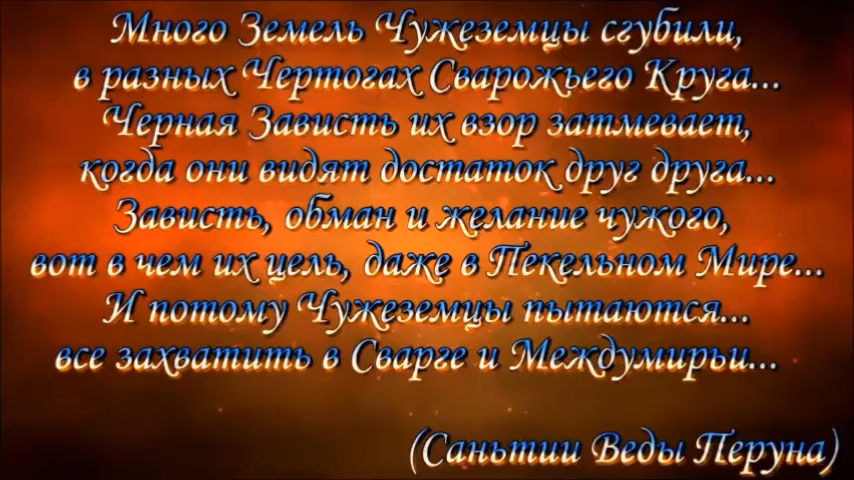 Много Земель Чужеземцы сгубили,
в разных Чертогах Сварожьего Круга...
Черная Зависть их взор затмевает,
когда они видят достаток друг друга...
Зависть, обман и желание чужого,
вот в чем их цель, даже в Пекельном Мире...
И потому Чужеземцы пытаются...
все захватить в Сварге и Междумирьи...
(Саньтии Веды Перуна)